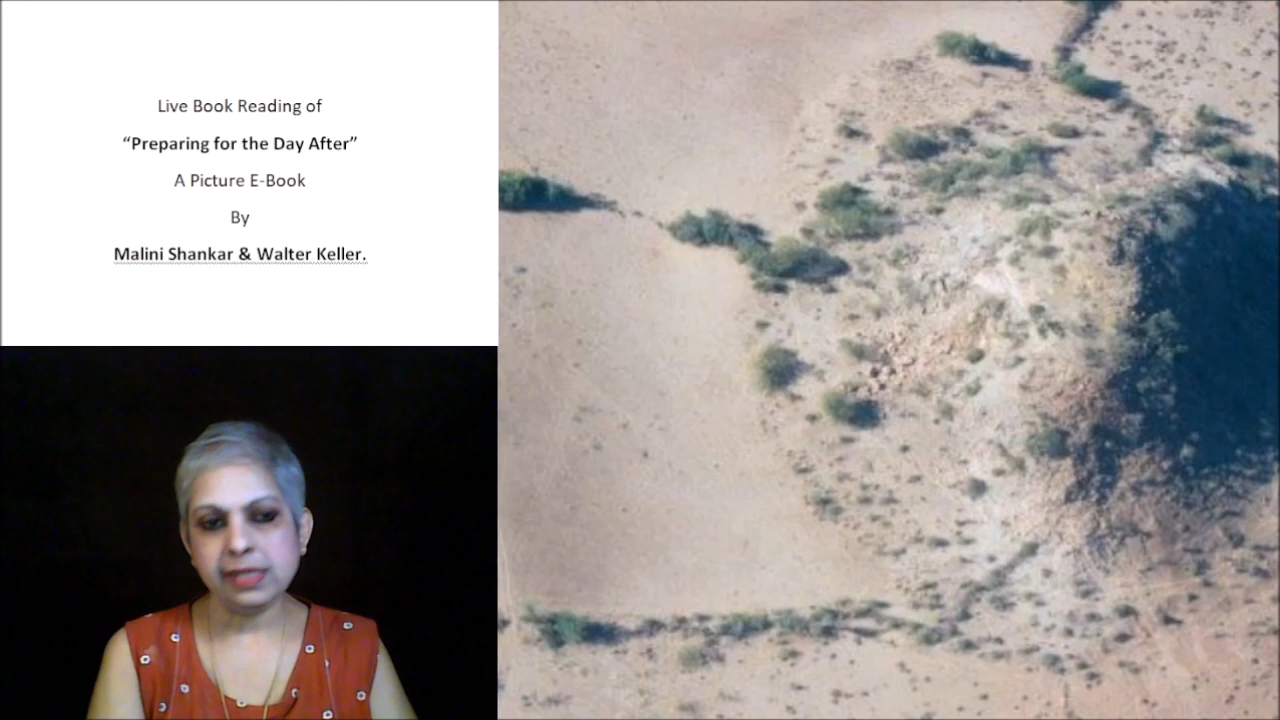 Live Book Reading of
“Preparing for the Day After”
A Picture E-Book
By
Malini Shankar & Walter Keller.